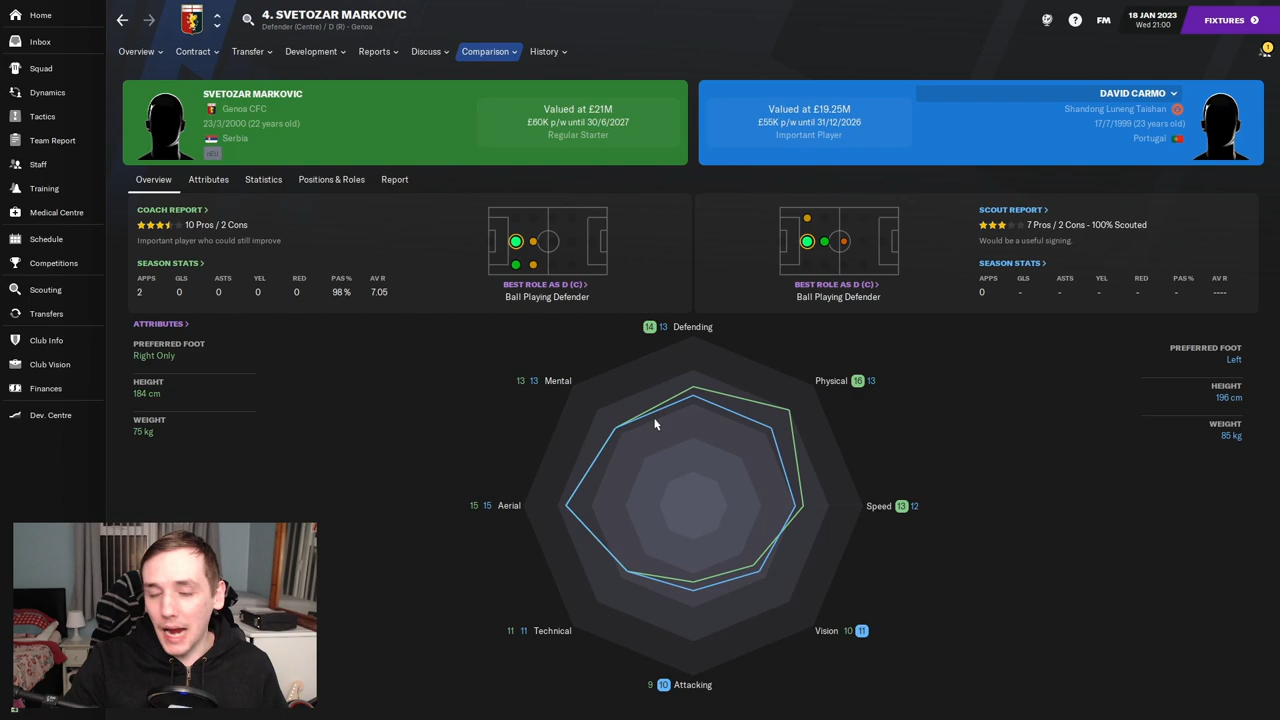 Home
Inbox
Squad
Dynamics
Tactics
Team Report
Staff
Training
Medical Centre
Schedule
Competitions
Scouting
Transfers
Club Info
Club Vision
Finances
Dev. Centre
4. SVETOZAR MARKOVIC
Defender (Centre) / D (R) - Genoa
FM
18 JAN 2023
Wed 21:00
FIXTURES
Overview
Contract
Transfer
Development
Reports
Discuss
Comparison
History
SVETOZAR MARKOVIC
Genoa CFC
23/3/2000 (22 years old)
Serbia
nEU
Valued at £21M
£60K p/w until 30/6/2027
Regular Starter
Valued at £19.25M
£55K p/w until 31/12/2026
Important Player
DAVID CARMO
Shandong Luneng Taishan
17/7/1999 (23 years old)
Portugal
Overview
Attributes
Statistics
Positions & Roles
Report
COACH REPORT >
10 Pros / 2 Cons
Important player who could still improve
SEASON STATS >
APPS GLS ASTS YEL RED PAS% AV R
2 0 0 0 0 98% 7.05
BEST ROLE AS D (C) >
Ball Playing Defender
BEST ROLE AS D (C) >
Ball Playing Defender
SCOUT REPORT >
7 Pros / 2 Cons - 100% Scouted
Would be a useful signing.
SEASON STATS >
APPS GLS ASTS YEL RED PAS% AV R
0 - - - - - ----
ATTRIBUTES >
PREFERRED FOOT
Right Only
HEIGHT
184 cm
WEIGHT
75 kg
14 13 Defending
13 13 Mental
Physical 16 13
15 15 Aerial
Speed 13 12
11 11 Technical
Vision 10 11
9 10 Attacking
PREFERRED FOOT
Left
HEIGHT
196 cm
WEIGHT
85 kg